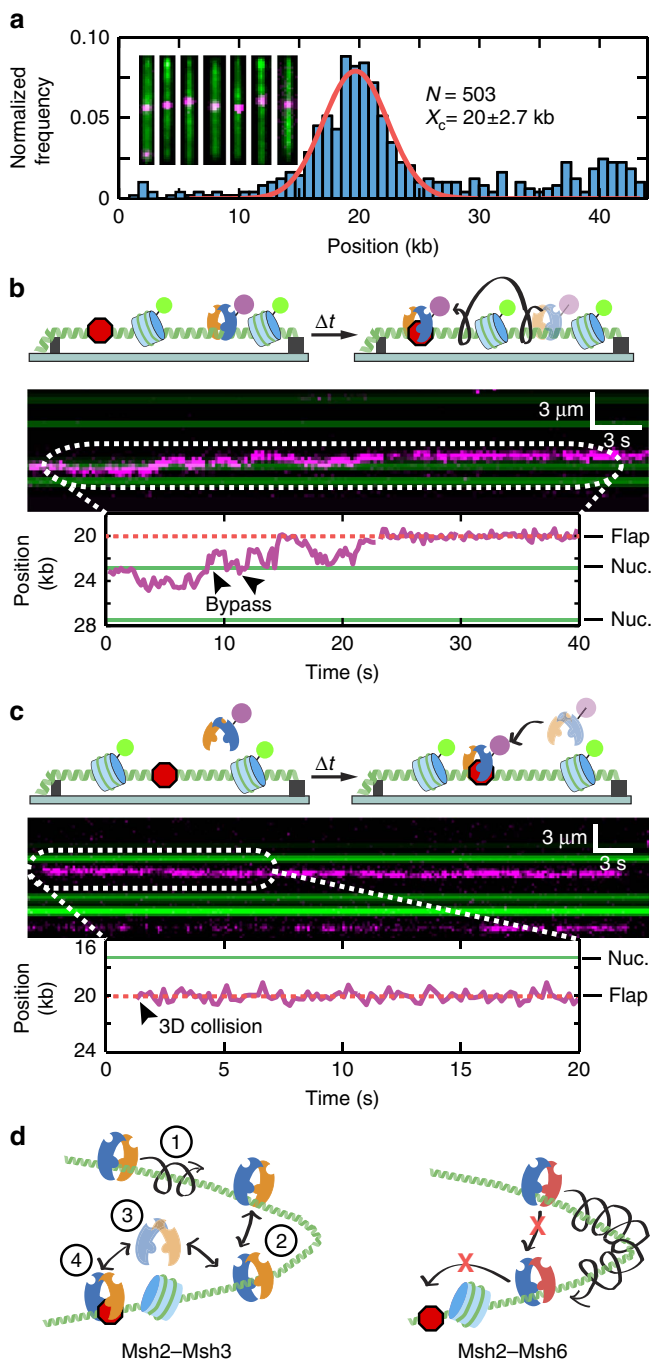 a
0.10
0.05
0
Normalized
frequency
N = 503
Xc= 20±2.7 kb
0 10 20 30 40
Position (kb)
b
Δt
3 µm
3 s
20
24
28
Position
(kb)
Bypass
Flap
Nuc.
Nuc.
0 10 20 30 40
Time (s)
c
Δt
3 µm
3 s
16
20
24
Position
(kb)
3D collision
Nuc.
Flap
0 5 10 15 20
Time (s)
d
1
2
3
4
X
X
Msh2–Msh3
Msh2–Msh6